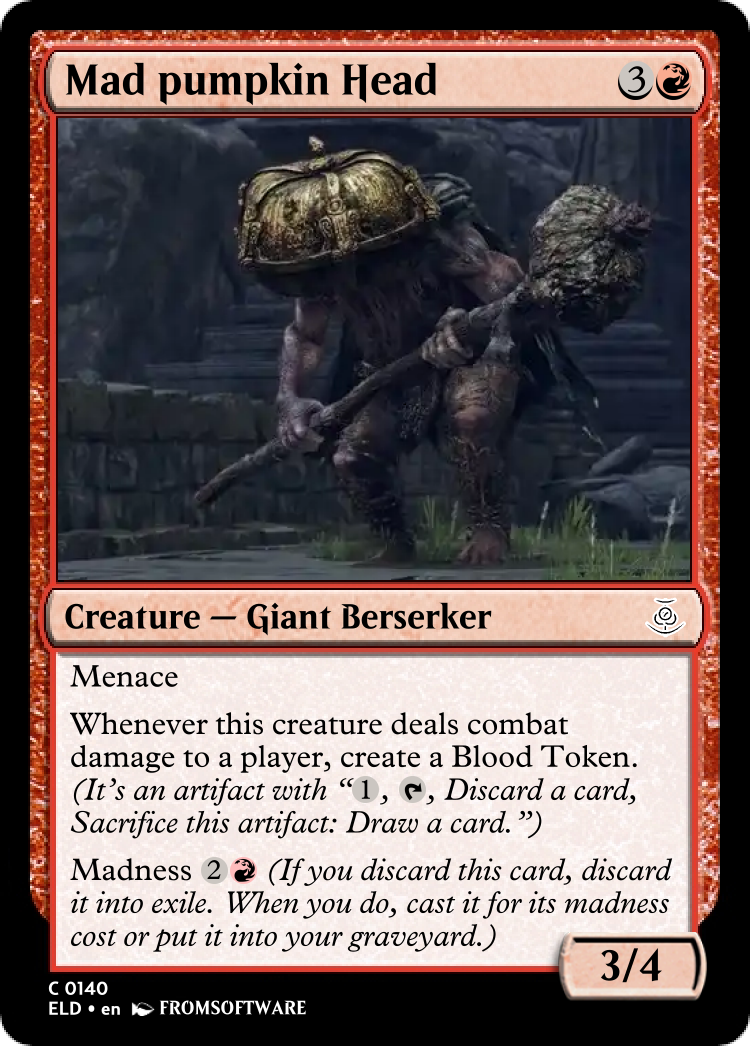 Mad pumpkin Head 3
Creature — Giant Berserker
Menace
Whenever this creature deals combat
damage to a player, create a Blood Token.
(It's an artifact with “1, , Discard a card,
Sacrifice this artifact: Draw a card.”)
Madness 2 (If you discard this card, discard
it into exile. When you do, cast it for its madness
cost or put it into your graveyard.)
3/4
C 0140
ELD • en FROMSOFTWARE